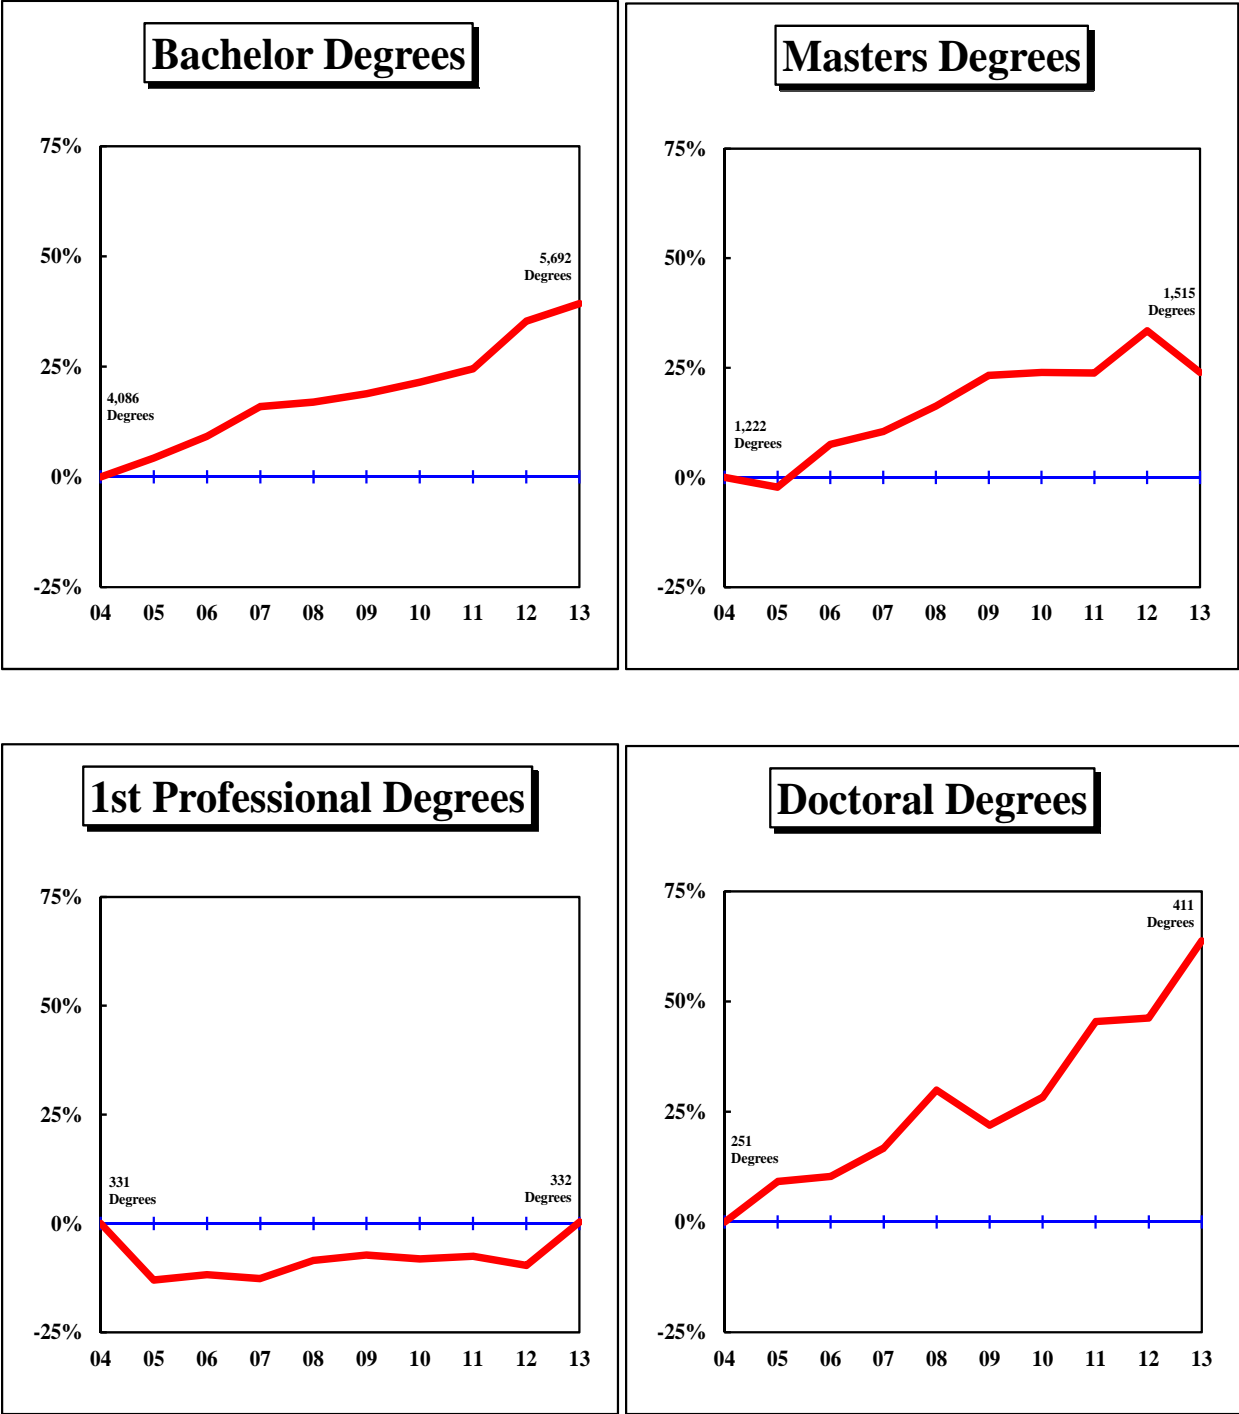 Bachelor Degrees
75%
50%
25%
0%
-25%
4,086
Degrees
5,692
Degrees
04 05 06 07 08 09 10 11 12 13
Masters Degrees
75%
50%
25%
0%
-25%
1,222
Degrees
1,515
Degrees
04 05 06 07 08 09 10 11 12 13
1st Professional Degrees
75%
50%
25%
0%
-25%
331
Degrees
332
Degrees
04 05 06 07 08 09 10 11 12 13
Doctoral Degrees
75%
50%
25%
0%
-25%
251
Degrees
411
Degrees
04 05 06 07 08 09 10 11 12 13